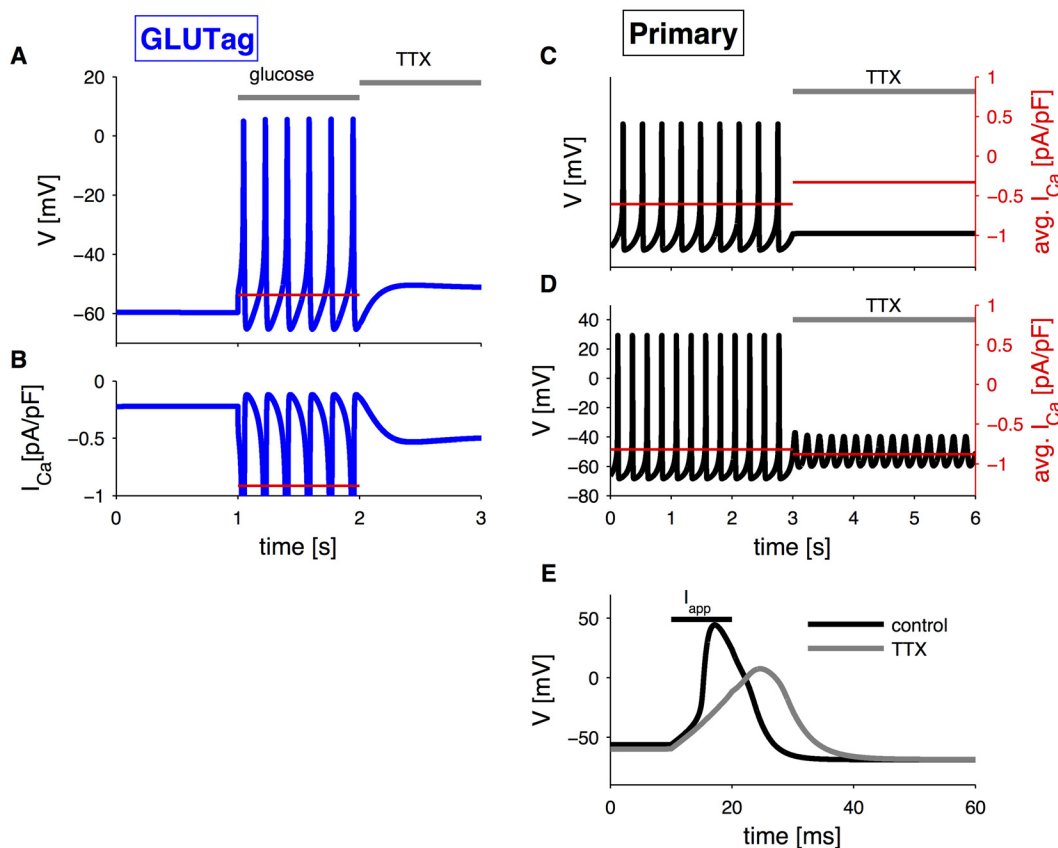 GLUTag
Primary
A
glucose
TTX
V [mV]
20
0
−20
−40
−60
B
I_Ca[pA/pF]
0
−0.5
−1
0
1
2
3
time [s]
C
TTX
V [mV]
1
0.5
0
−0.5
−1
avg. I_Ca [pA/pF]
D
TTX
V [mV]
40
20
0
−20
−40
−60
−80
1
0.5
0
−0.5
−1
avg. I_Ca [pA/pF]
0
1
2
3
4
5
6
time [s]
E
I_app
control
TTX
V [mV]
50
0
−50
0
20
40
60
time [ms]